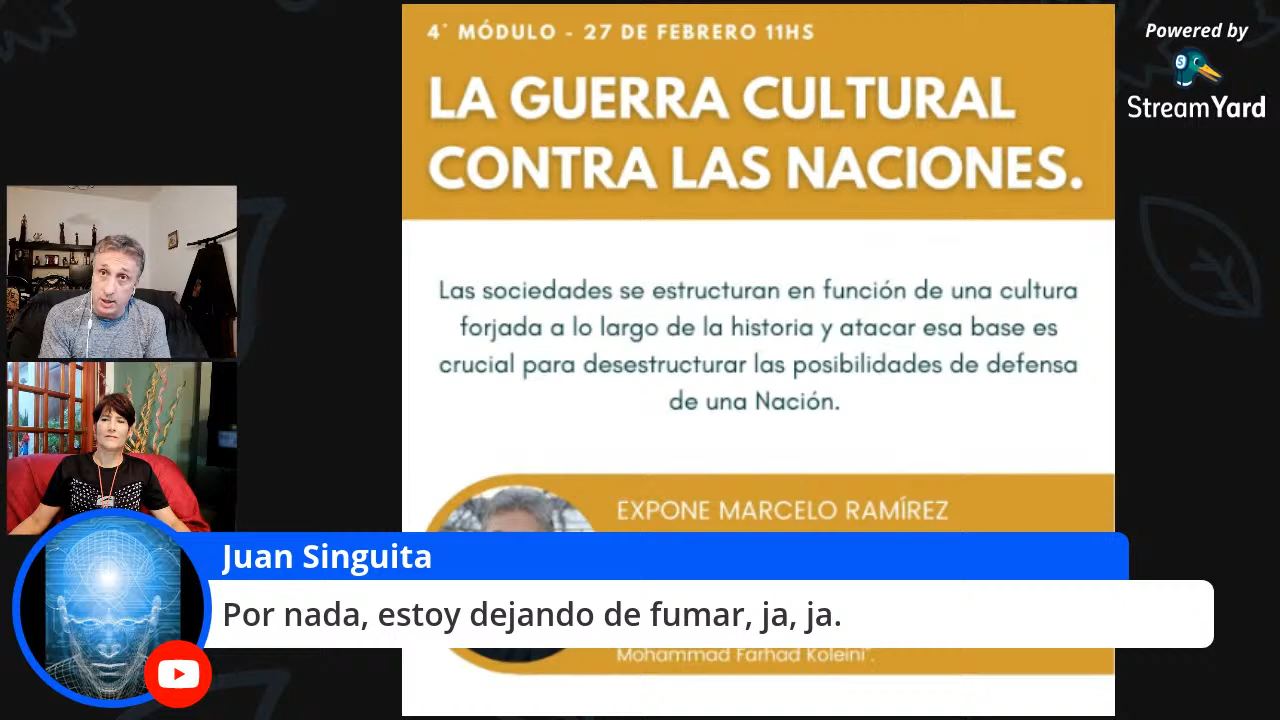 4° MÓDULO - 27 DE FEBRERO 11HS
LA GUERRA CULTURAL
CONTRA LAS NACIONES.
Powered by
StreamYard
Las sociedades se estructuran en función de una cultura
forjada a lo largo de la historia y atacar esa base es
crucial para desestructurar las posibilidades de defensa
de una Nación.
EXPONE MARCELO RAMÍREZ
Juan Singuita
Por nada, estoy dejando de fumar, ja, ja.
Mohammad Farhad Koleini".